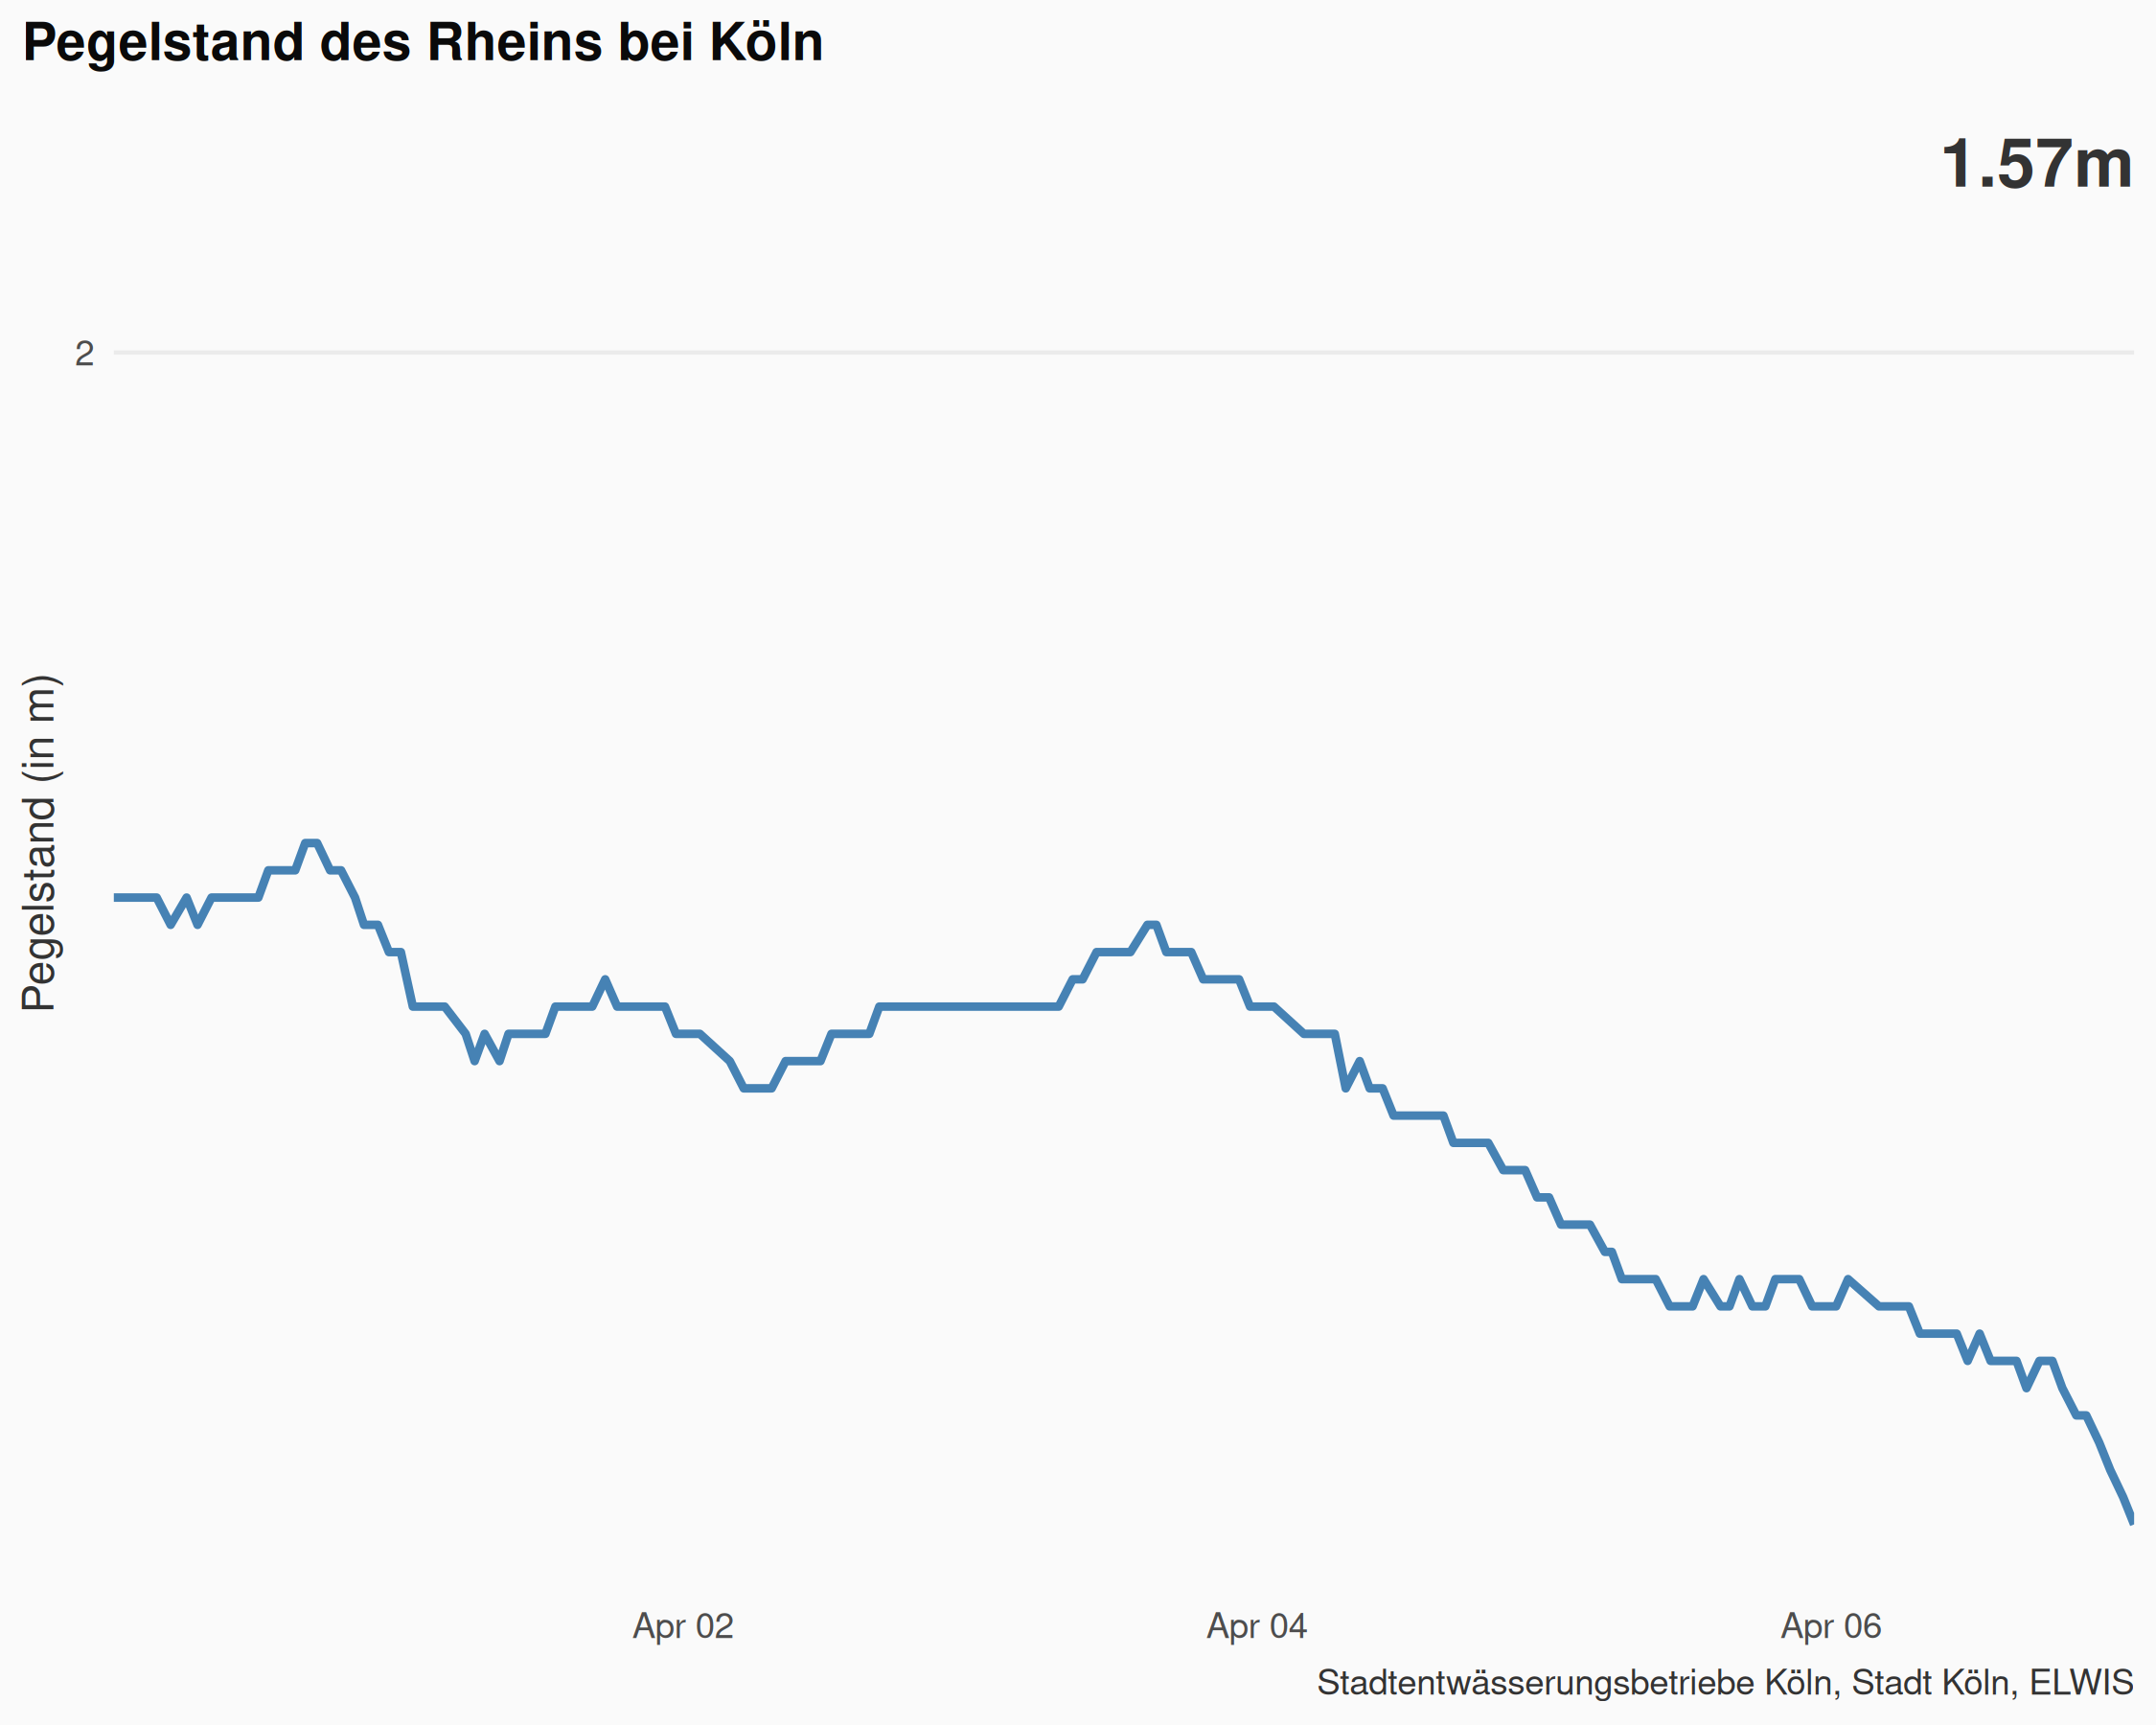 Pegelstand des Rheins bei Köln
1.57m
2
Pegelstand (in m)
Apr 02
Apr 04
Apr 06
Stadtentwässerungsbetriebe Köln, Stadt Köln, ELWIS